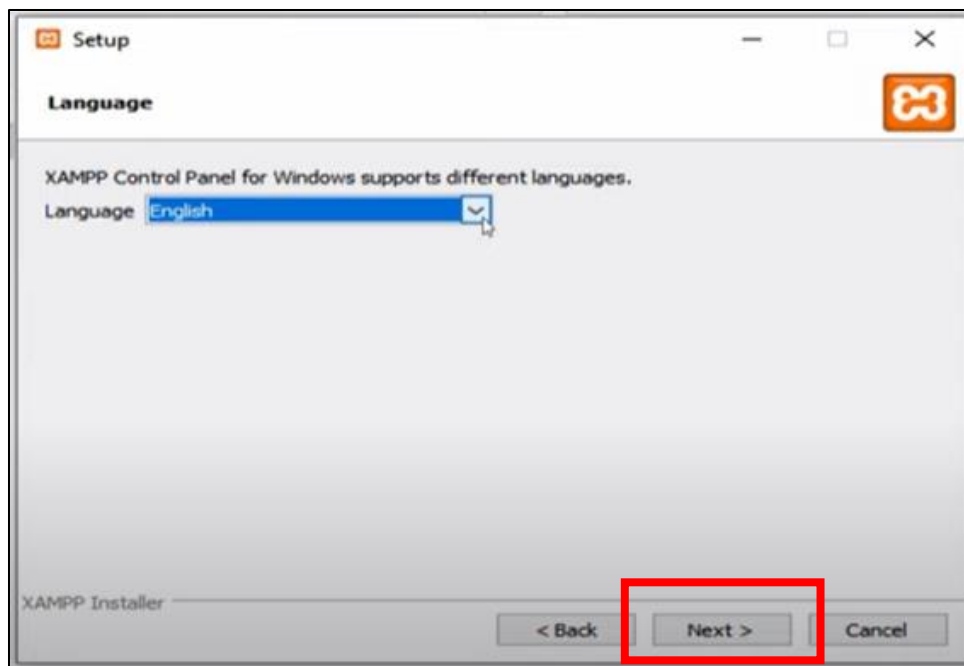 Setup
Language
XAMPP Control Panel for Windows supports different languages.
Language English
XAMPP Installer
< Back Next > Cancel